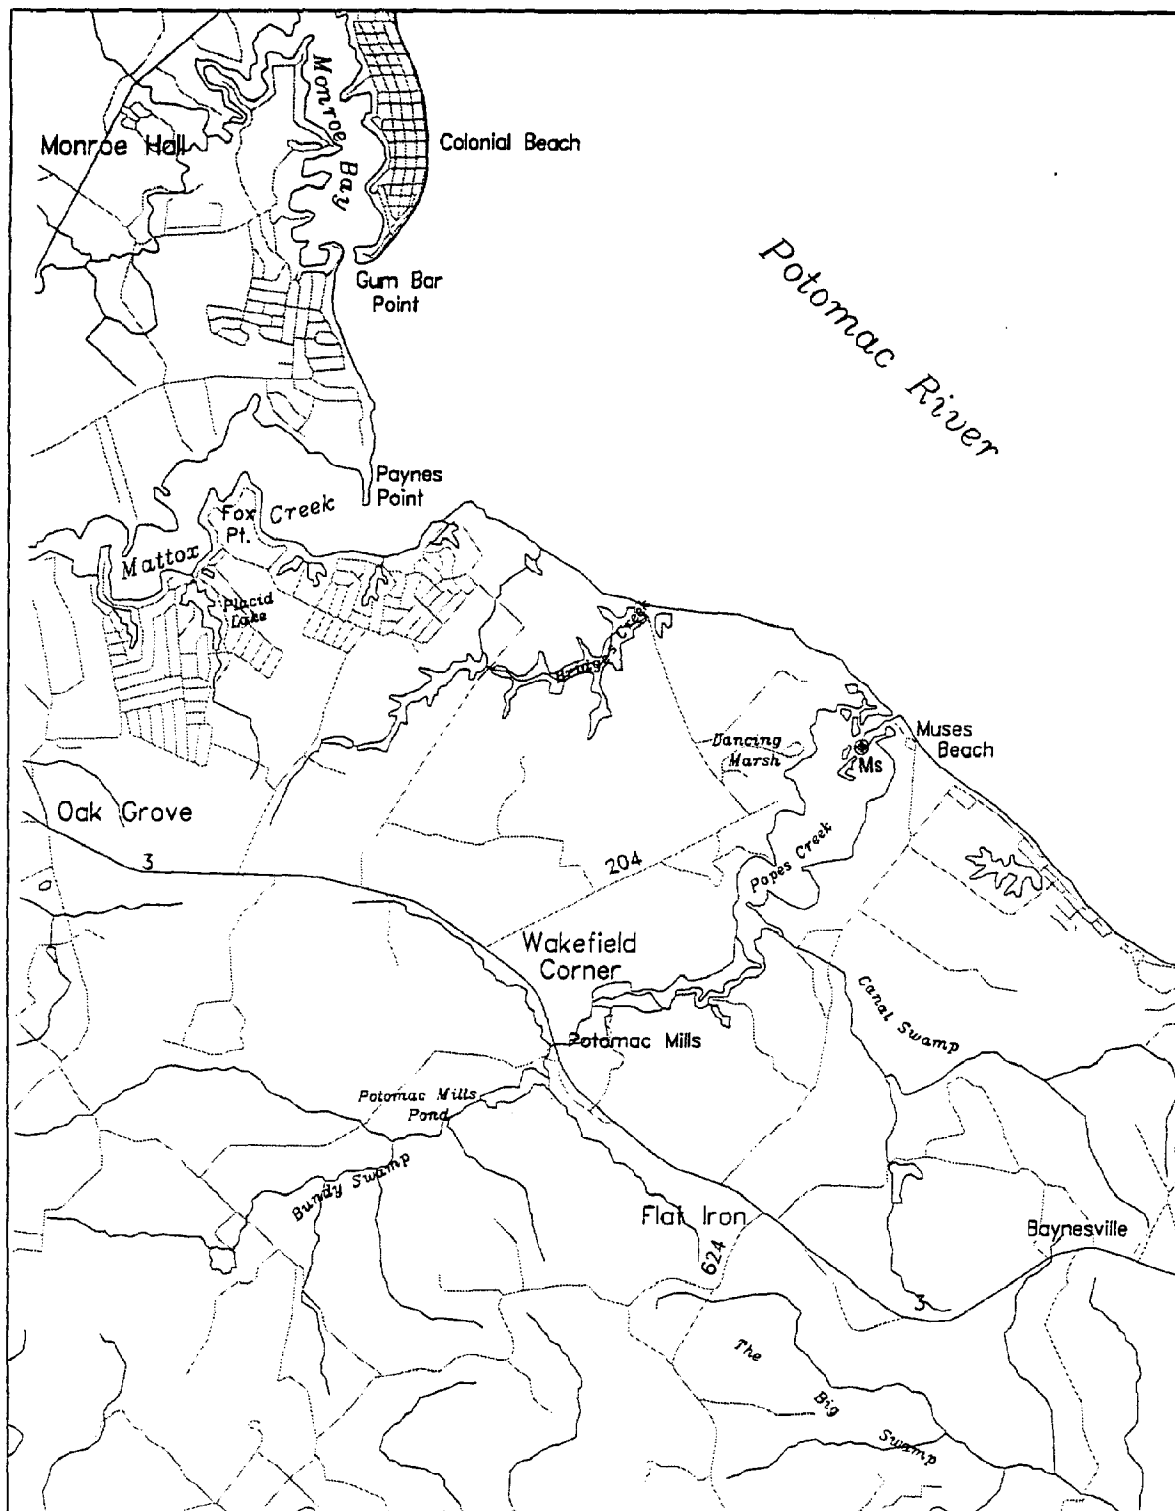 Monroe Bay
Monroe Hall
Colonial Beach
Potomac River
Gum Bar
Point
Paynes
Point
Fox
Pt.
Creek
Mattox
Placid
Lake
Bridges Creek
Muses
Beach
Dancing
Marsh
Ms
Oak Grove
3
204
Popes Creek
Wakefield
Corner
Canal Swamp
Potomac Mills
Potomac Mills
Pond
Bundy Swamp
Flat Iron
624
Baynesville
3
The
Big
Swamp